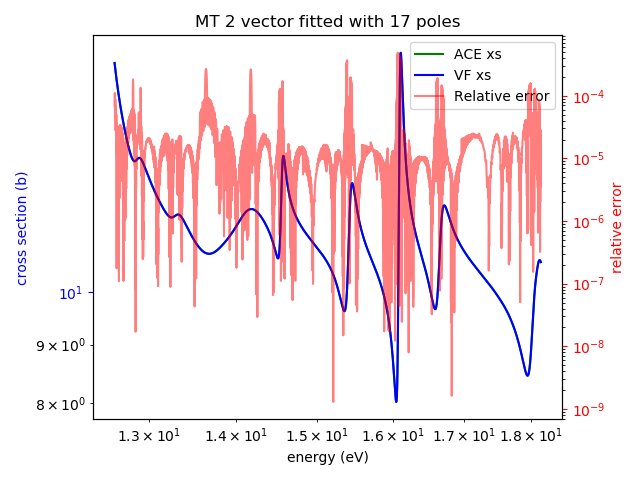 MT 2 vector fitted with 17 poles
ACE xs
VF xs
Relative error
cross section (b)
10¹
9 × 10⁰
8 × 10⁰
10⁻⁴
10⁻⁵
10⁻⁶
10⁻⁷
10⁻⁸
10⁻⁹
relative error
1.3 × 10¹ 1.4 × 10¹ 1.5 × 10¹ 1.6 × 10¹ 1.7 × 10¹ 1.8 × 10¹
energy (eV)